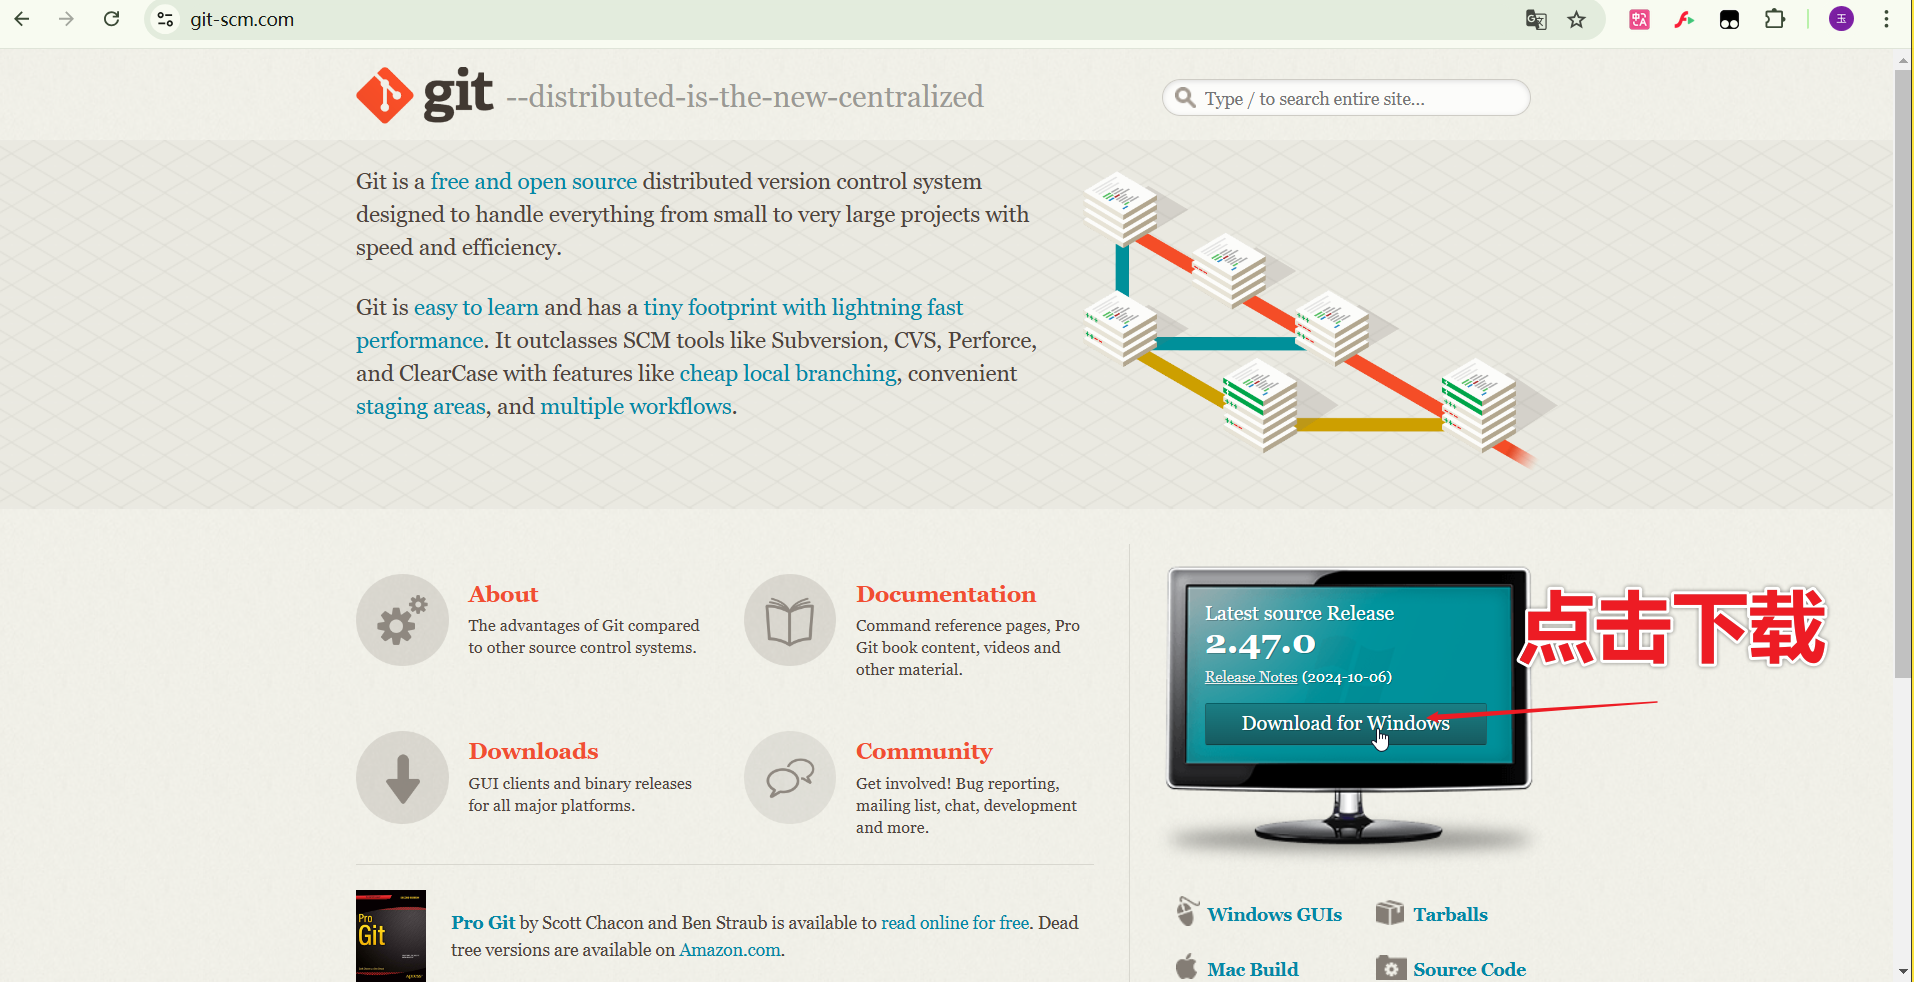 git-scm.com
玉
git --distributed-is-the-new-centralized
Type / to search entire site...
Git is a free and open source distributed version control system
designed to handle everything from small to very large projects with
speed and efficiency.
Git is easy to learn and has a tiny footprint with lightning fast
performance. It outclasses SCM tools like Subversion, CVS, Perforce,
and ClearCase with features like cheap local branching, convenient
staging areas, and multiple workflows.
About
The advantages of Git compared
to other source control systems.
Documentation
Command reference pages, Pro
Git book content, videos and
other material.
Downloads
GUI clients and binary releases
for all major platforms.
Community
Get involved! Bug reporting,
mailing list, chat, development
and more.
Latest source Release
2.47.0
Release Notes (2024-10-06)
Download for Windows
点击下载
Pro
Git
Pro Git by Scott Chacon and Ben Straub is available to read online for free. Dead
tree versions are available on Amazon.com.
Windows GUIs
Tarballs
Mac Build
Source Code